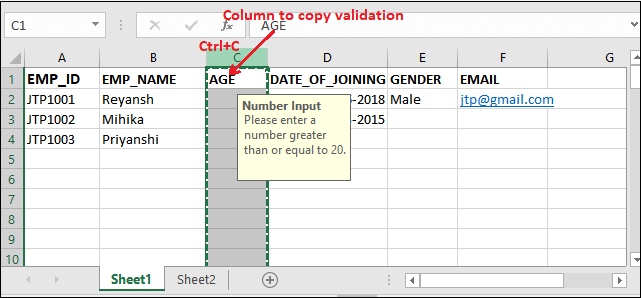 Column to copy validation
C1
fx
AGE
Ctrl+C
A B C D E F G
1 EMP_ID EMP_NAME AGE DATE_OF_JOINING GENDER EMAIL
2 JTP1001 Reyansh -2018 Male jtp@gmail.com
3 JTP1002 Mihika -2015
4 JTP1003 Priyanshi
Number Input
Please enter a
number greater
than or equal to 20.
5
6
7
8
9
10
Sheet1 Sheet2